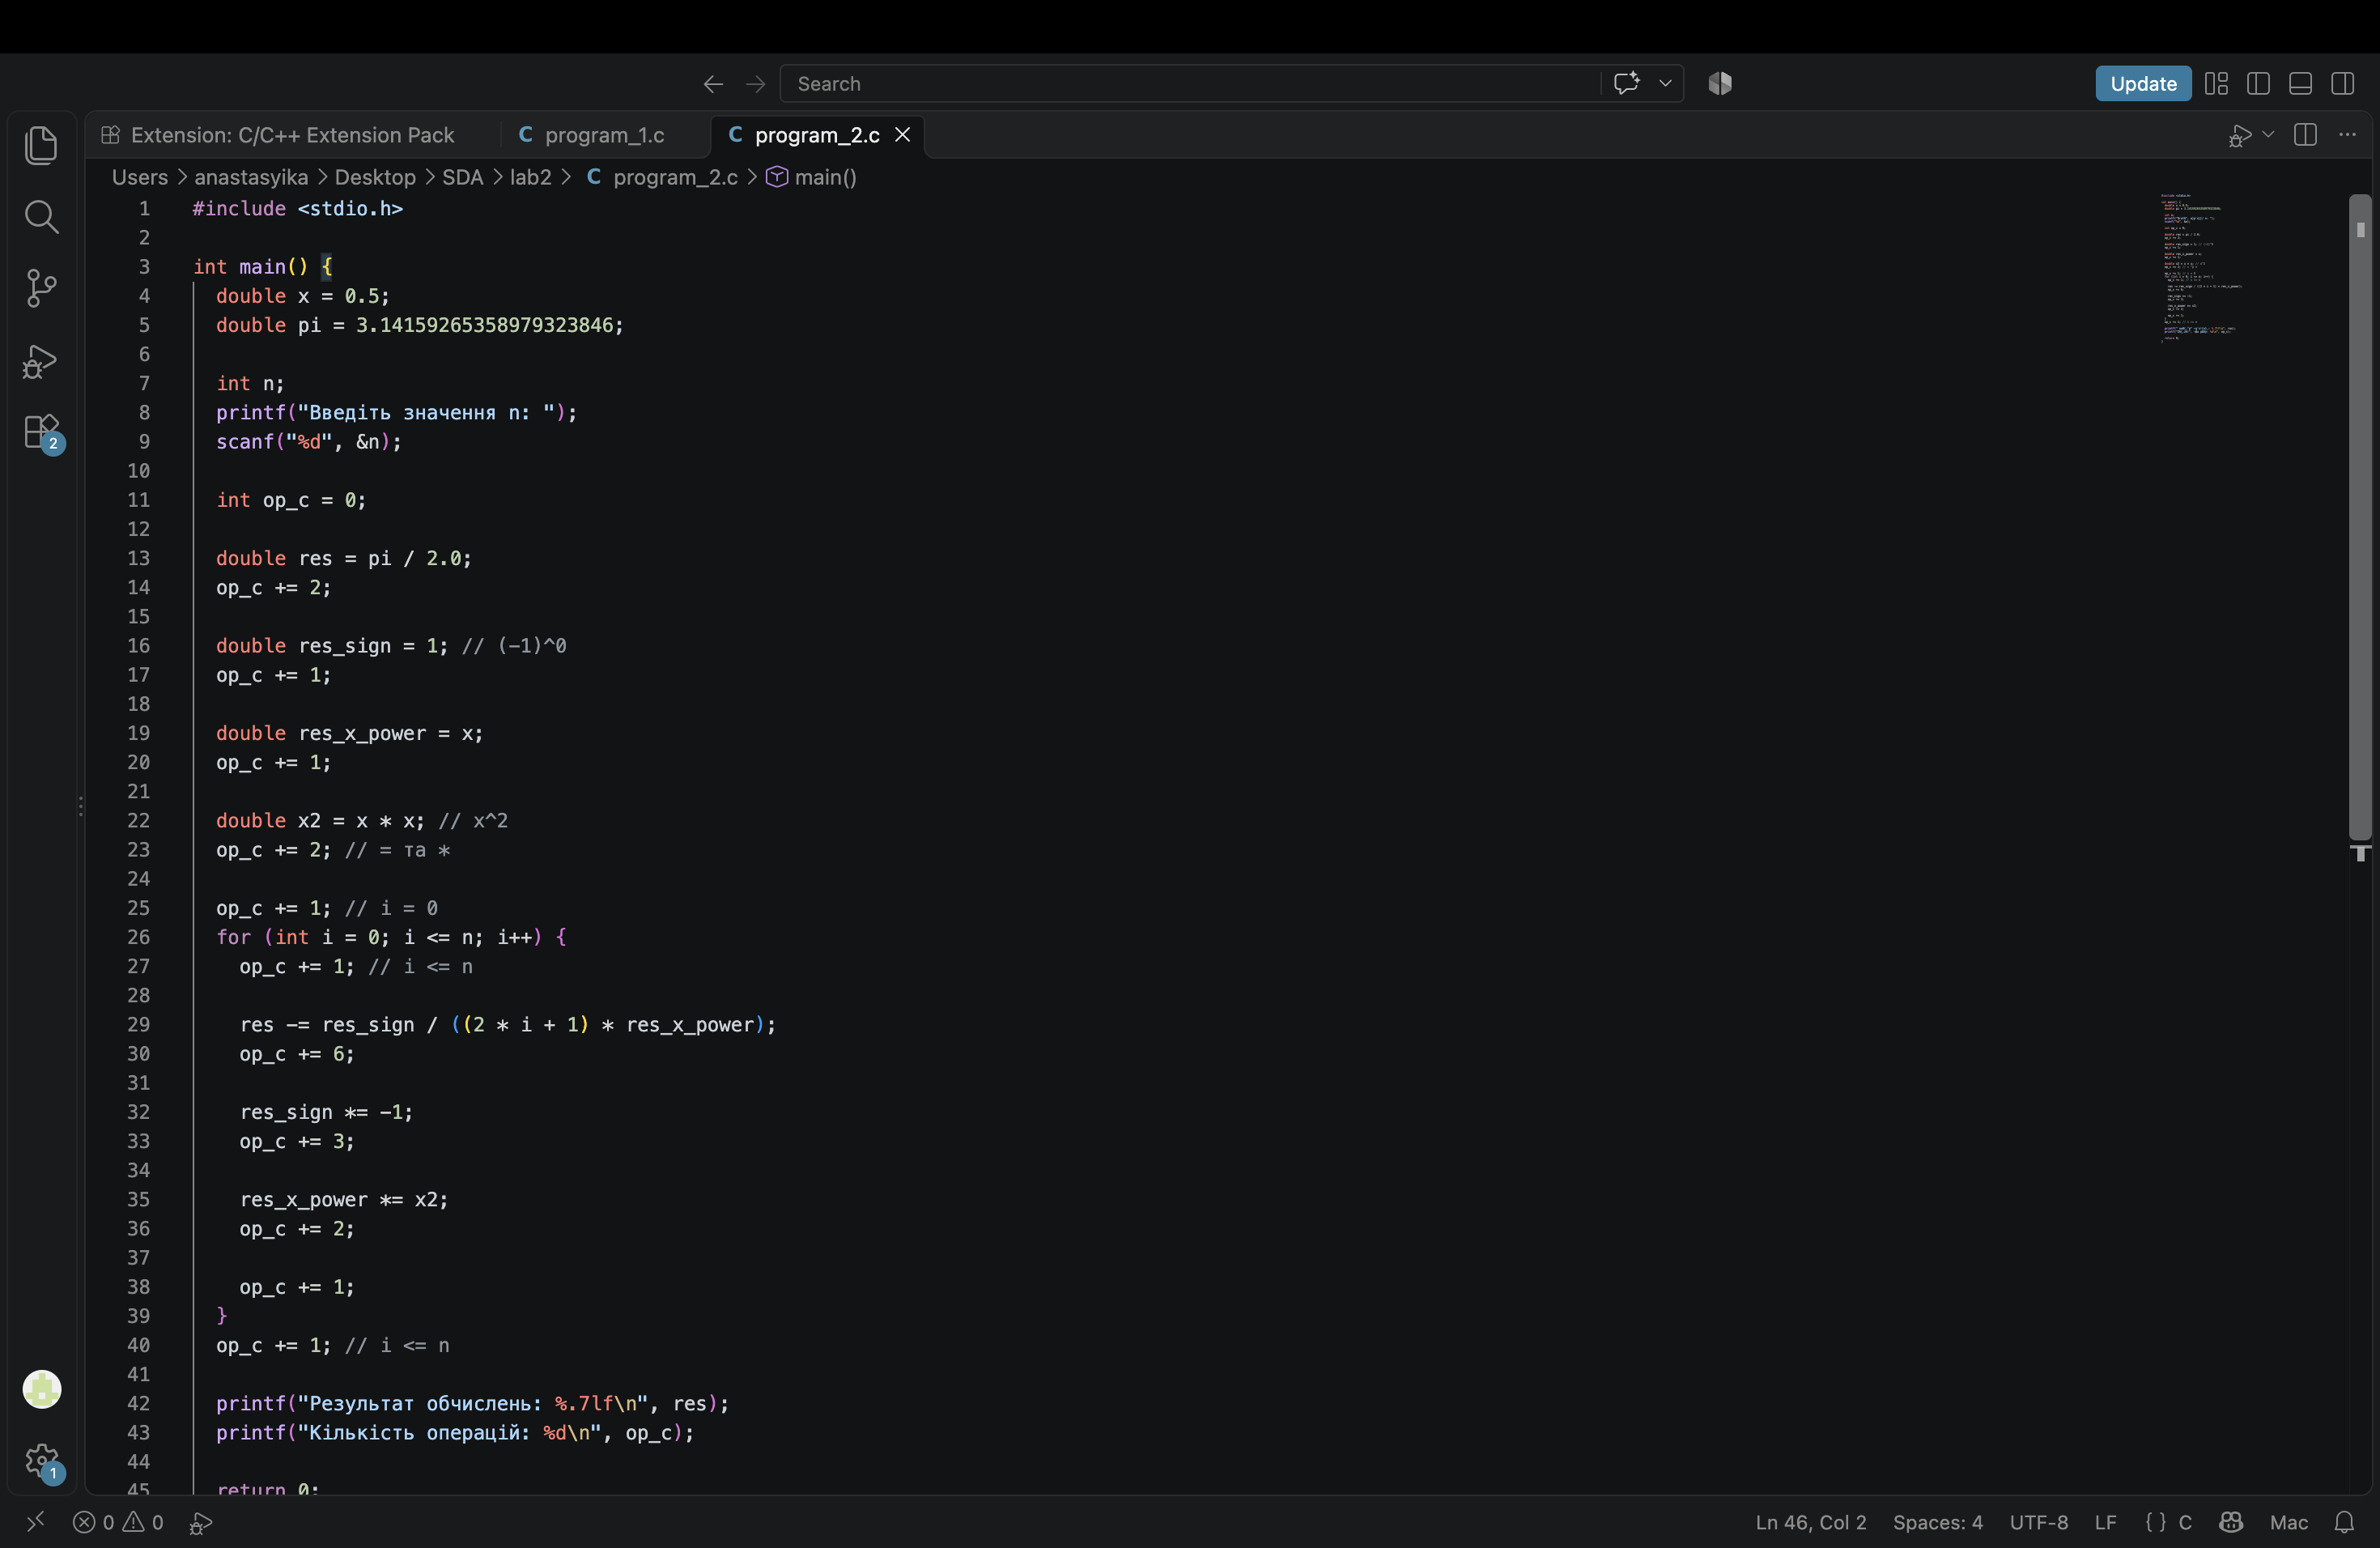 Search
Update
Extension: C/C++ Extension Pack
C program_1.c
C program_2.c
Users > anastasyika > Desktop > SDA > lab2 > C program_2.c > main()
1 #include <stdio.h>
2
3 int main() {
4 double x = 0.5;
5 double pi = 3.14159265358979323846;
6
7 int n;
8 printf("Введіть значення n: ");
9 scanf("%d", &n);
10
11 int op_c = 0;
12
13 double res = pi / 2.0;
14 op_c += 2;
15
16 double res_sign = 1; // (-1)^0
17 op_c += 1;
18
19 double res_x_power = x;
20 op_c += 1;
21
22 double x2 = x * x; // x^2
23 op_c += 2; // = та *
24
25 op_c += 1; // i = 0
26 for (int i = 0; i <= n; i++) {
27 op_c += 1; // i <= n
28
29 res -= res_sign / ((2 * i + 1) * res_x_power);
30 op_c += 6;
31
32 res_sign *= -1;
33 op_c += 3;
34
35 res_x_power *= x2;
36 op_c += 2;
37
38 op_c += 1;
39 }
40 op_c += 1; // i <= n
41
42 printf("Результат обчислень: %.7lf\n", res);
43 printf("Кількість операцій: %d\n", op_c);
44
45 return 0;
2
1
0 0
Ln 46, Col 2 Spaces: 4 UTF-8 LF {} C Mac